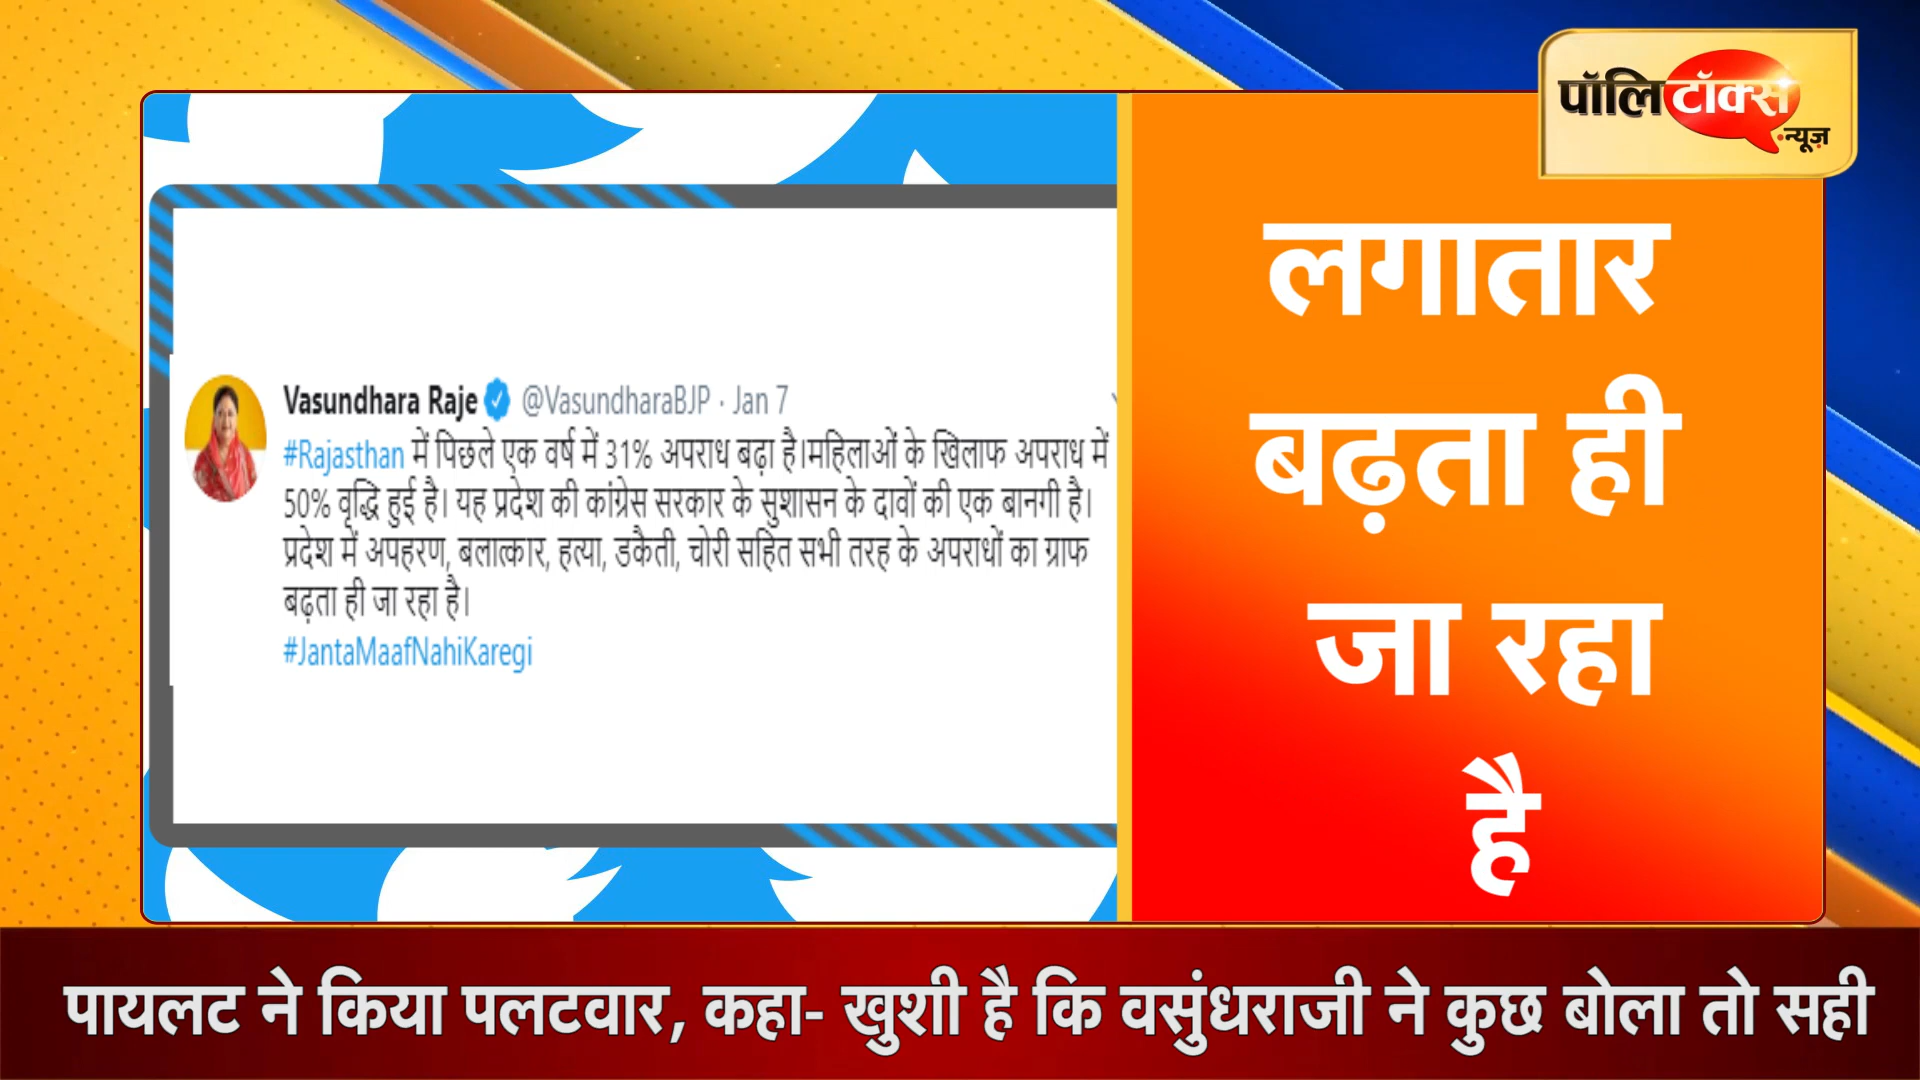 पॉलिटॉक्स
न्यूज़
Vasundhara Raje @VasundharaBJP · Jan 7
#Rajasthan में पिछले एक वर्ष में 31% अपराध बढ़ा है।महिलाओं के खिलाफ अपराध में
50% वृद्धि हुई है। यह प्रदेश की कांग्रेस सरकार के सुशासन के दावों की एक बानगी है।
प्रदेश में अपहरण, बलात्कार, हत्या, डकैती, चोरी सहित सभी तरह के अपराधों का ग्राफ
बढ़ता ही जा रहा है।
#JantaMaafNahiKaregi
लगातार
बढ़ता ही
जा रहा
है
पायलट ने किया पलटवार, कहा- खुशी है कि वसुंधराजी ने कुछ बोला तो सही